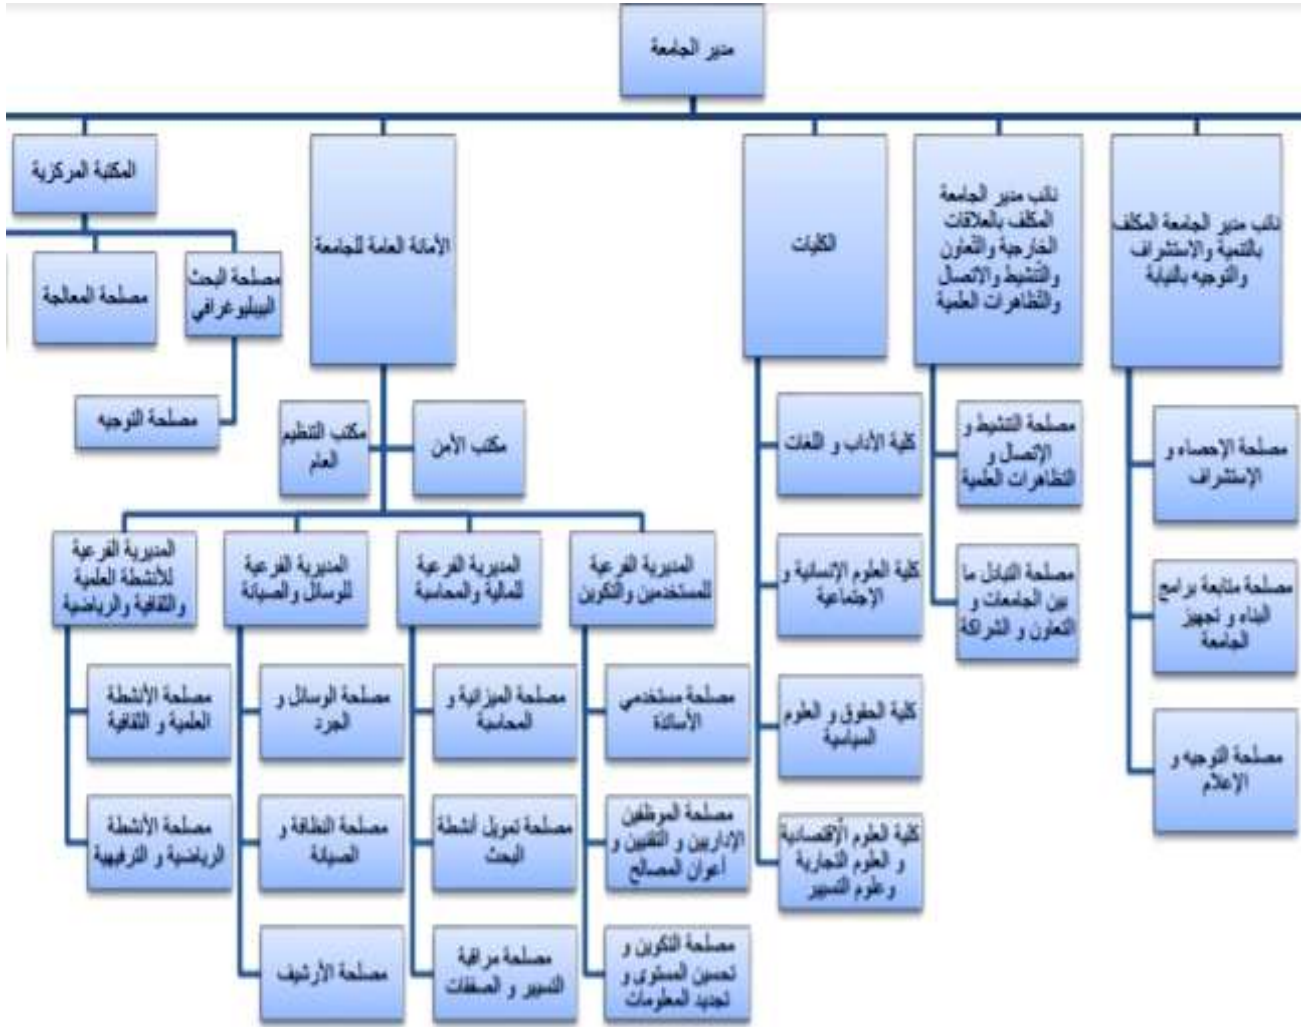 مدير الجامعة
نائب مدير الجامعة المكلف
بالتنمية والاستشراف
والتوجيه بالنيابة
نائب مدير الجامعة
المكلف بالعلاقات
الخارجية والتعاون
والتنشيط والاتصال
والتظاهرات العلمية
الكليات
الأمانة العامة للجامعة
المكتبة المركزية
مصلحة البحث
البيبليوغرافي
مصلحة المعالجة
مصلحة التوجيه
مصلحة الإحصاء و
الإستشراف
مصلحة متابعة برامج
البناء و تجهيز
الجامعة
مصلحة التوجيه و
الإعلام
مصلحة التنشيط و
الإتصال و
التظاهرات العلمية
مصلحة التبادل ما
بين الجامعات و
التعاون و الشراكة
كلية الأداب و اللغات
كلية العلوم الإنسانية و
الإجتماعية
كلية الحقوق و العلوم
السياسية
كلية العلوم الإقتصادية
و العلوم التجارية
وعلوم التسيير
مكتب الأمن
مكتب التنظيم
العام
المديرية الفرعية
للمستخدمين والتكوين
مصلحة مستخدمي
الأساتذة
مصلحة الموظفين
الإداريين و التقنيين و
أعوان المصالح
مصلحة التكوين و
تحسين المستوى و
تجديد المعلومات
المديرية الفرعية
للمالية والمحاسبة
مصلحة الميزانية و
المحاسبة
مصلحة تمويل أنشطة
البحث
مصلحة مراقبة
التسيير و الصفقات
المديرية الفرعية
للوسائل والصيانة
مصلحة الوسائل و
الجرد
مصلحة النظافة و
الصيانة
مصلحة الأرشيف
المديرية الفرعية
للأنشطة العلمية
والثقافية والرياضية
مصلحة الأنشطة
العلمية و الثقافية
مصلحة الأنشطة
الرياضية و الترفيهية